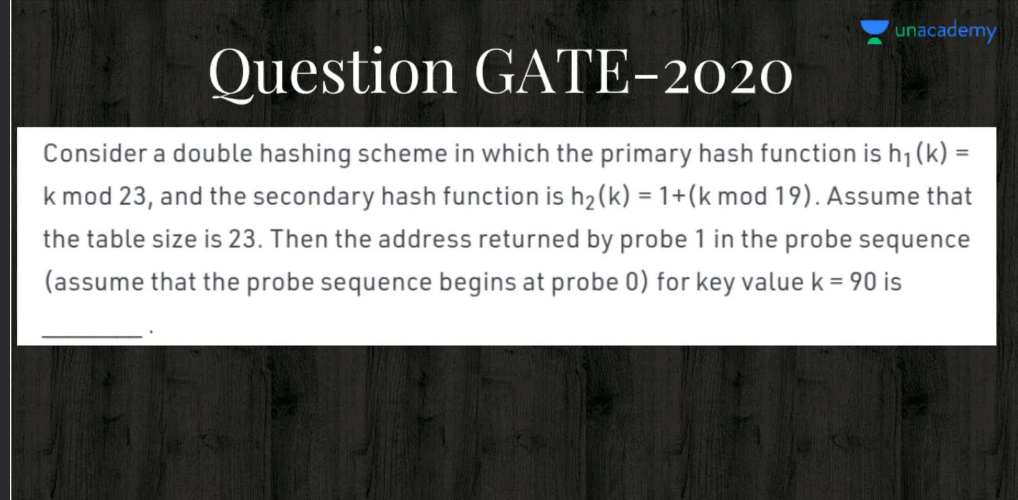 unacademy
Question GATE-2020
Consider a double hashing scheme in which the primary hash function is h₁(k) =
k mod 23, and the secondary hash function is h₂(k) = 1+(k mod 19). Assume that
the table size is 23. Then the address returned by probe 1 in the probe sequence
(assume that the probe sequence begins at probe 0) for key value k = 90 is
________ .